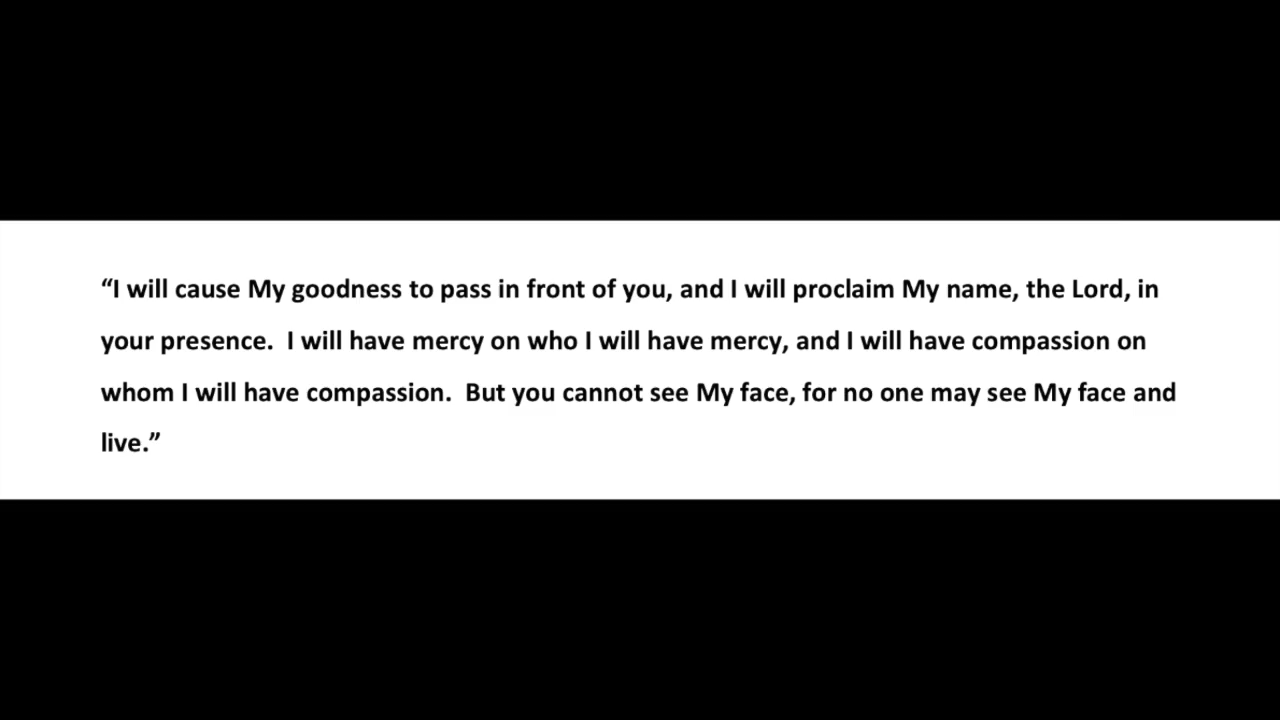 “I will cause My goodness to pass in front of you, and I will proclaim My name, the Lord, in
your presence.  I will have mercy on who I will have mercy, and I will have compassion on
whom I will have compassion.  But you cannot see My face, for no one may see My face and
live.”